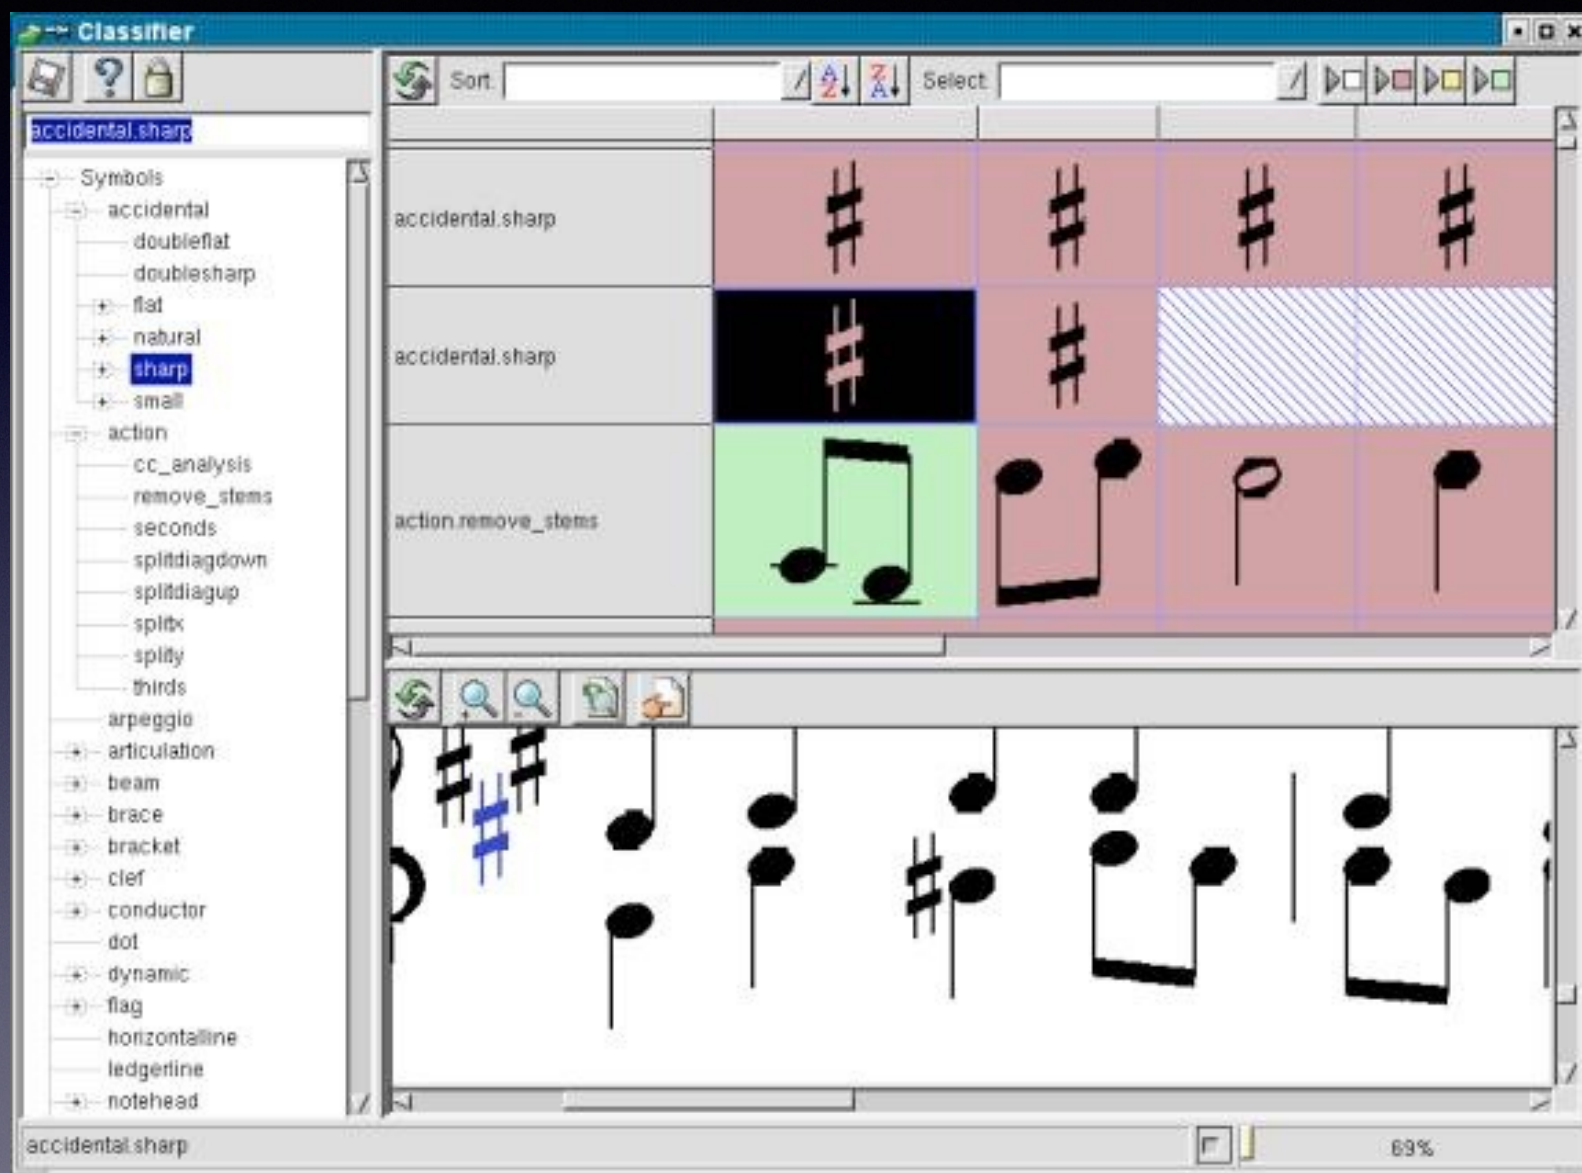 Classifier
Sort:
Select:
accidental.sharp
Symbols
accidental
doubleflat
doublesharp
flat
natural
sharp
small
action
cc_analysis
remove_stems
seconds
splitdiagdown
splitdiagup
splitx
splity
thirds
arpeggio
articulation
beam
brace
bracket
clef
conductor
dot
dynamic
flag
horizontalline
ledgerline
notehead
accidental.sharp
accidental.sharp
action.remove_stems
accidental.sharp
69%